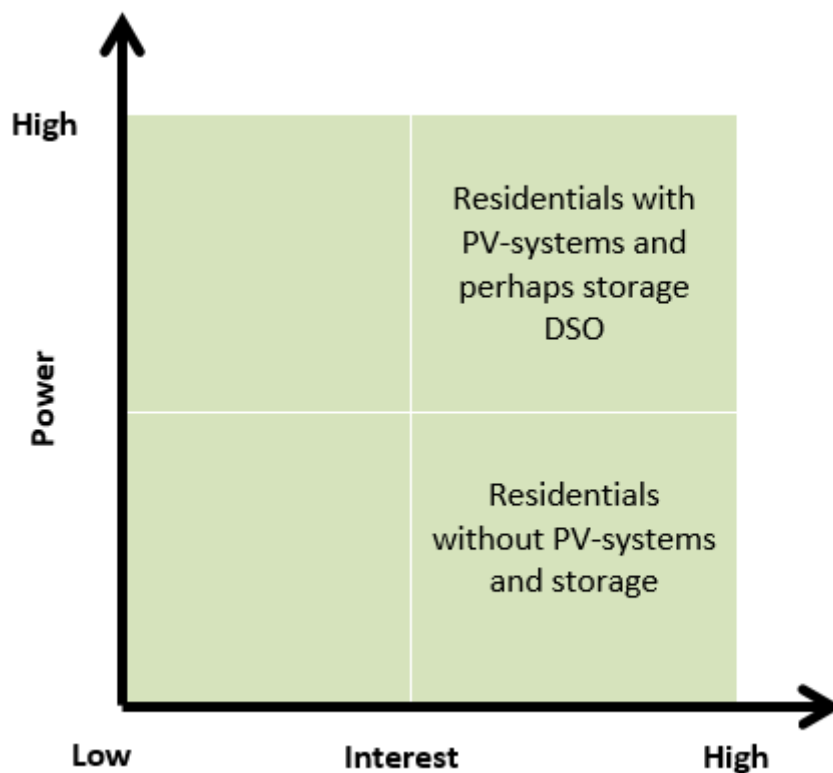 High
Residentials with
PV-systems and
perhaps storage
DSO
Power
Residentials
without PV-systems
and storage
Low
Interest
High